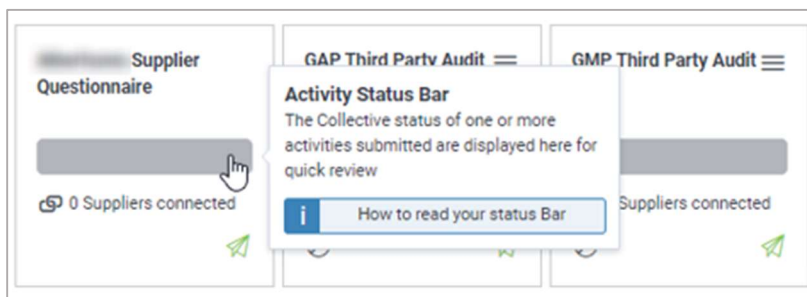 Supplier
Questionnaire
GAP Third Party Audit
GMP Third Party Audit
Activity Status Bar
The Collective status of one or more
activities submitted are displayed here for
quick review
i How to read your status Bar
0 Suppliers connected
Suppliers connected